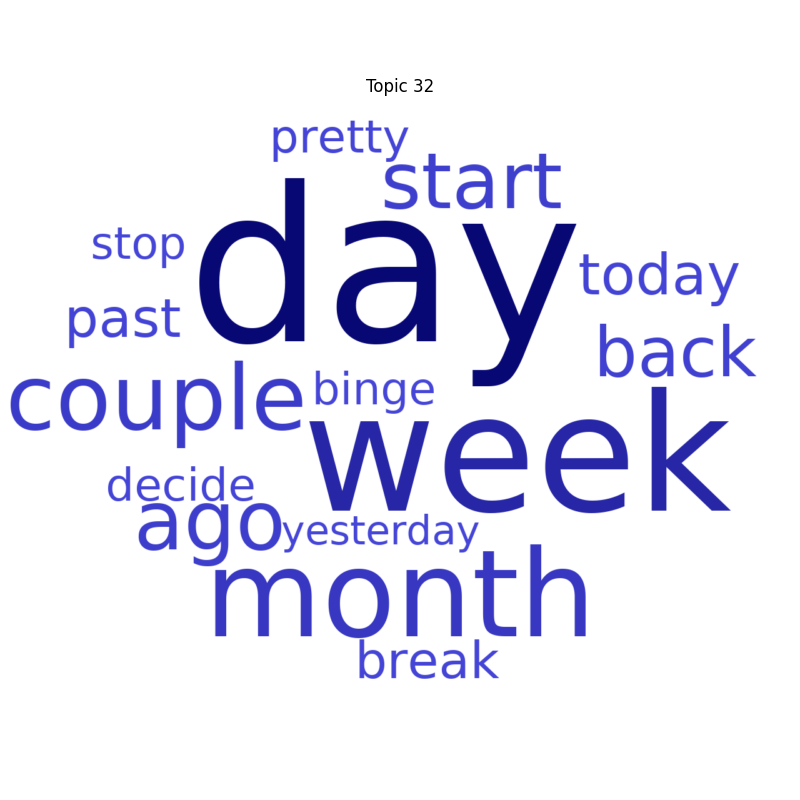 Topic 32
pretty
start
day
stop
today
past
back
couple
binge
week
decide
ago
yesterday
month
break